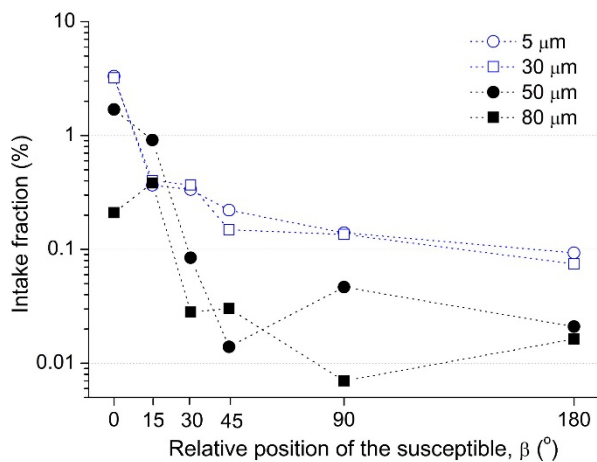 10
1
0.1
0.01
Intake fraction (%)
5 μm
30 μm
50 μm
80 μm
0 15 30 45 90 180
Relative position of the susceptible, β (°)